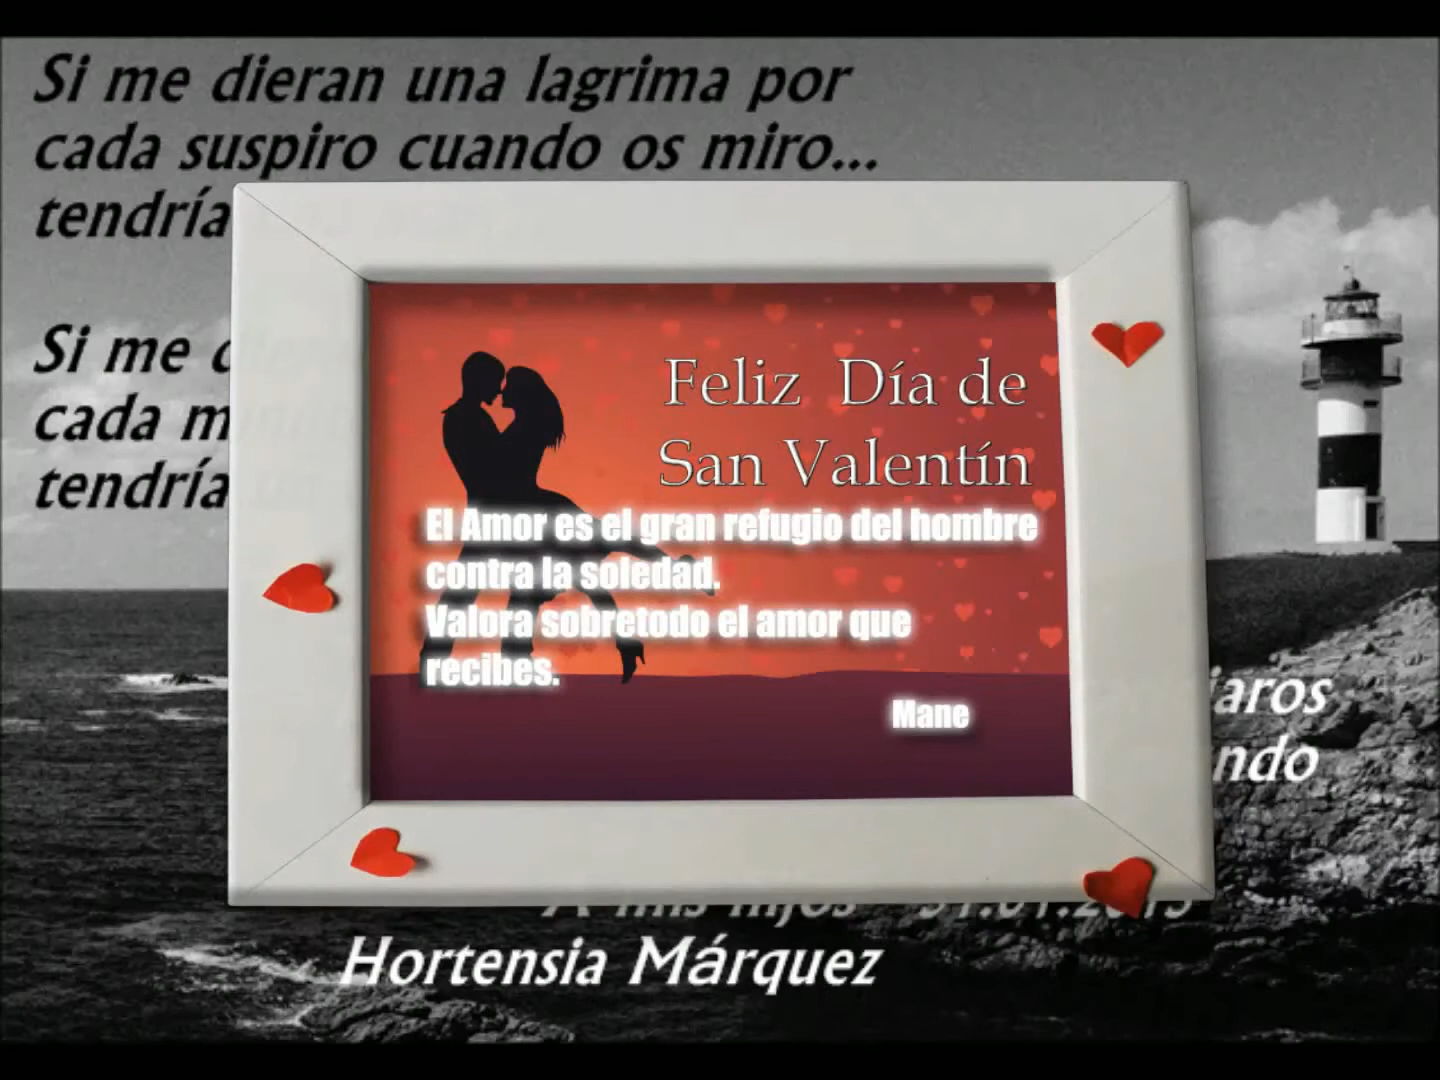 Si me dieran una lagrima por
cada suspiro cuando os miro...
tendría
Si me
cada
tendría
Feliz Día de
San Valentín
El Amor es el gran refugio del hombre
contra la soledad.
Valora sobretodo el amor que
recibes.
Mane
A mis hijos
Hortensia Márquez